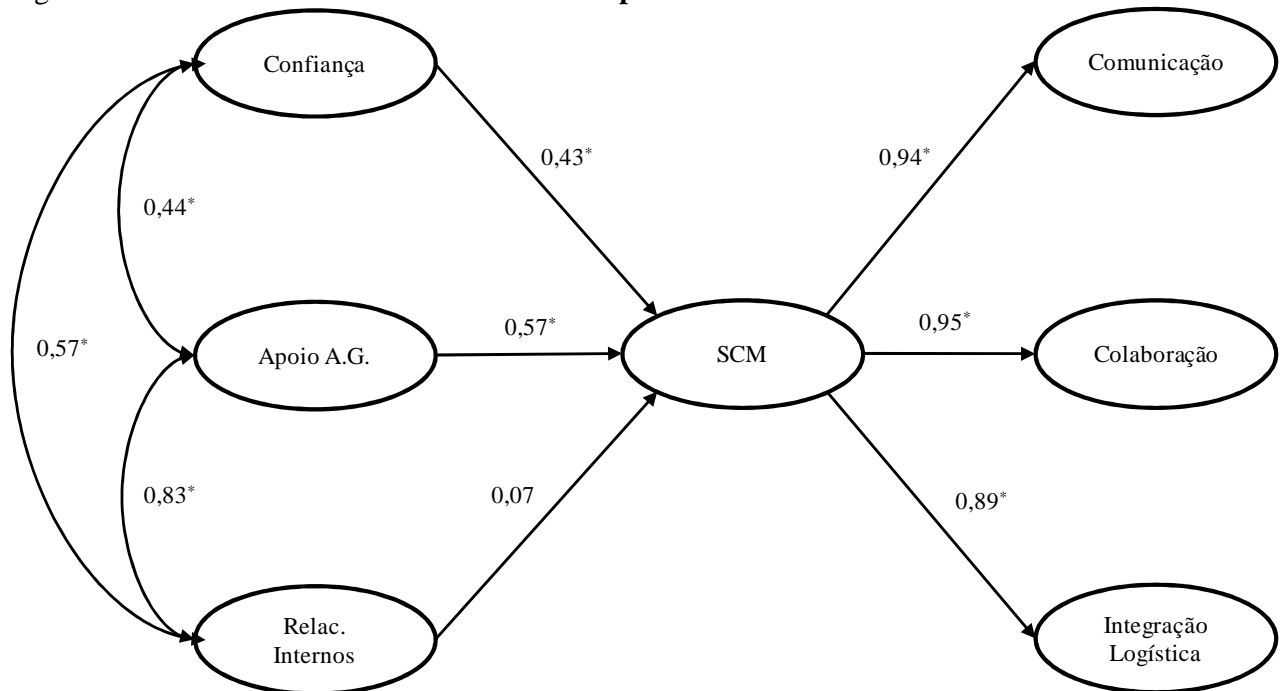 Confiança
Comunicação
0,43*
0,94*
0,44*
0,57*
Apoio A.G.
0,57*
SCM
0,95*
Colaboração
0,83*
0,07
0,89*
Relac.
Internos
Integração
Logística